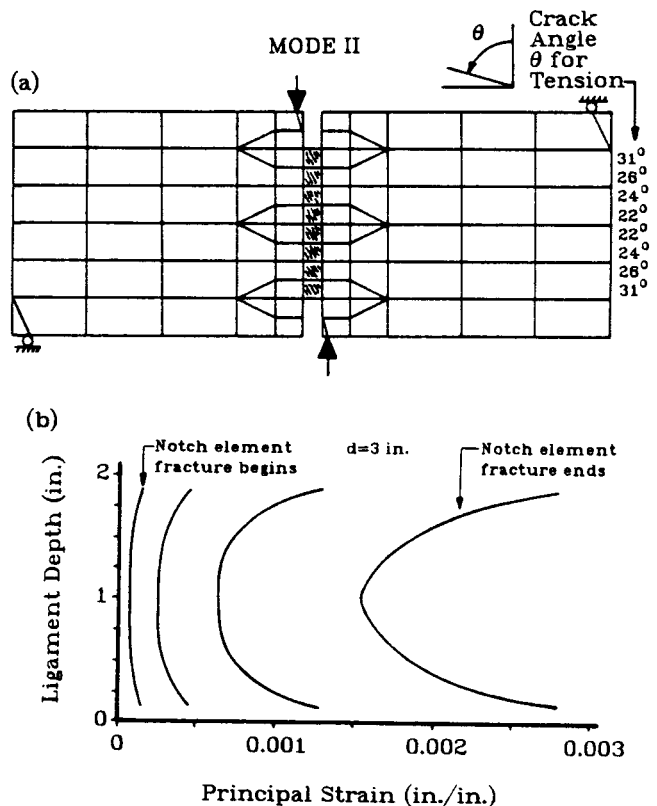 (a)
MODE II
θ
Crack
Angle
θ for
Tension
31°
26°
24°
22°
22°
24°
26°
31°
(b)
Notch element
fracture begins
d=3 in.
Notch element
fracture ends
Ligament Depth (in.)
2
1
0
0
0.001
0.002
0.003
Principal Strain (in./in.)